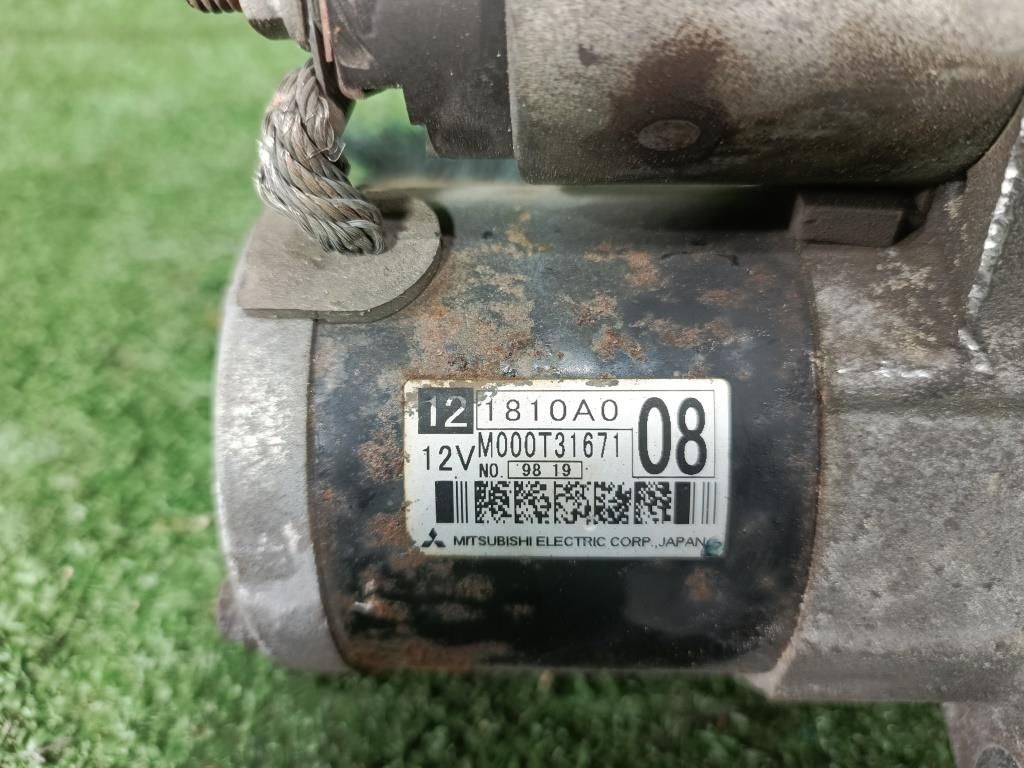 12 1810A0 08
12V M000T31671
NO. 98 19
MITSUBISHI ELECTRIC CORP.,JAPAN